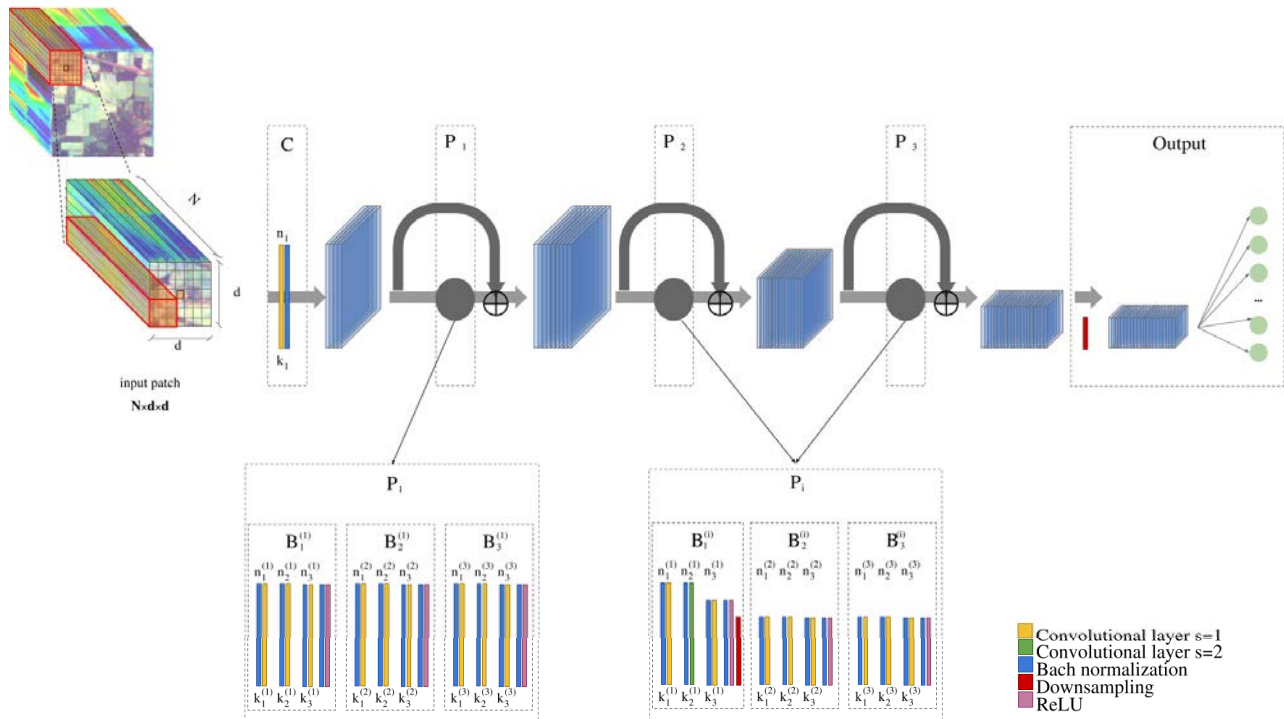 C
P 1
P 2
P 3
Output
N
n1
d
k1
d
...
input patch
N×d×d
P 1
P i
B1(1) B2(1) B3(1)
n1(1) n2(1) n3(1) n1(2) n2(2) n3(2) n1(3) n2(3) n3(3)
k1(1) k2(1) k3(1) k1(2) k2(2) k3(2) k1(3) k2(3) k3(3)
B1(i) B2(i) B3(i)
n1(1) n2(1) n3(1) n1(2) n2(2) n3(2) n1(3) n2(3) n3(3)
k1(1) k2(1) k3(1) k1(2) k2(2) k3(2) k1(3) k2(3) k3(3)
Convolutional layer s=1
Convolutional layer s=2
Bach normalization
Downsampling
ReLU